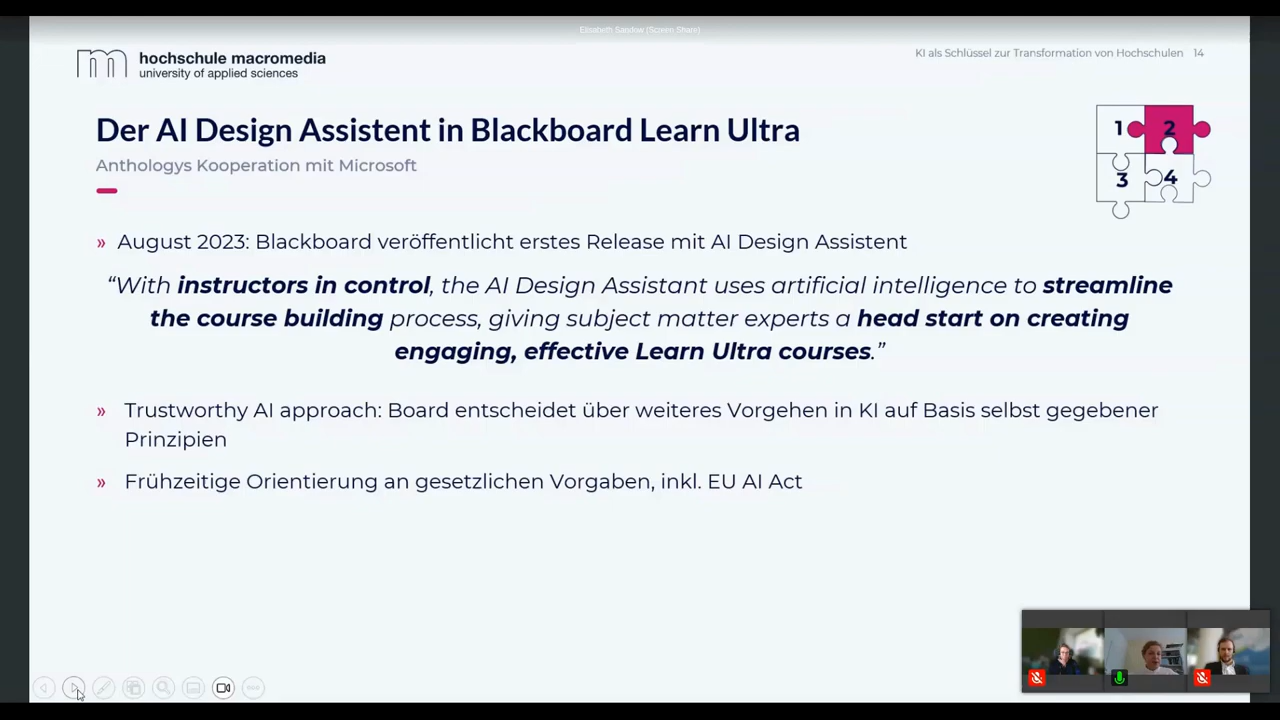 Elisabeth Sandow (Screen Share)
hochschule macromedia
university of applied sciences
KI als Schlüssel zur Transformation von Hochschulen 14
Der AI Design Assistent in Blackboard Learn Ultra
Anthologys Kooperation mit Microsoft
1 2
3 4
» August 2023: Blackboard veröffentlicht erstes Release mit AI Design Assistent
“With instructors in control, the AI Design Assistant uses artificial intelligence to streamline
the course building process, giving subject matter experts a head start on creating
engaging, effective Learn Ultra courses.”
» Trustworthy AI approach: Board entscheidet über weiteres Vorgehen in KI auf Basis selbst gegebener
Prinzipien
» Frühzeitige Orientierung an gesetzlichen Vorgaben, inkl. EU AI Act